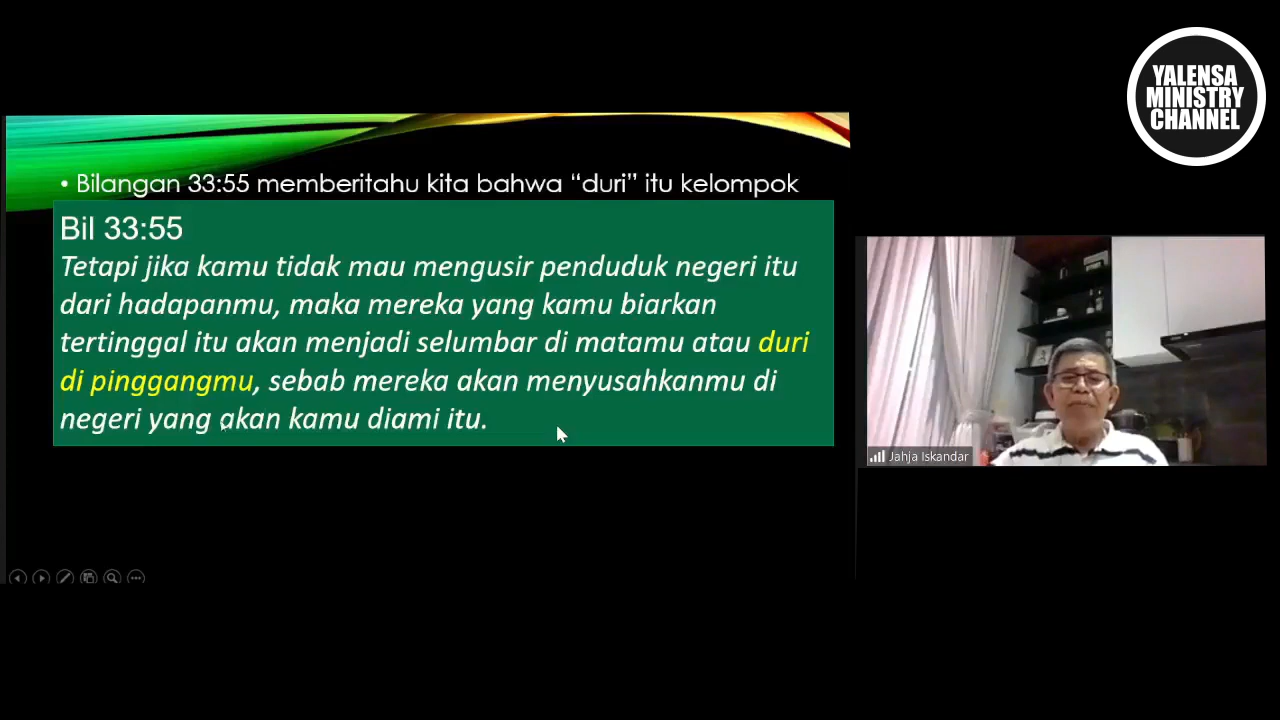 YALENSA
MINISTRY
CHANNEL
• Bilangan 33:55 memberitahu kita bahwa “duri” itu kelompok
Bil 33:55
Tetapi jika kamu tidak mau mengusir penduduk negeri itu
dari hadapanmu, maka mereka yang kamu biarkan
tertinggal itu akan menjadi selumbar di matamu atau duri
di pinggangmu, sebab mereka akan menyusahkanmu di
negeri yang akan kamu diami itu.
Jahja Iskandar